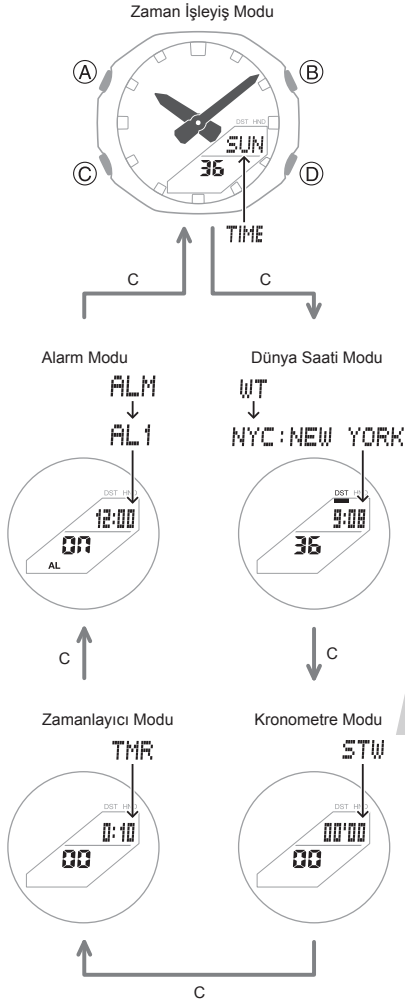 Zaman İşleyiş Modu
A
B
DST HND
SUN
36
C
D
TIME
C
C
Alarm Modu
Dünya Saati Modu
ALM
WT
AL1
NYC:NEW YORK
DST HND
12:00
ON
AL
DST HND
9:08
36
C
C
Zamanlayıcı Modu
Kronometre Modu
TMR
STW
DST HND
0:10
00
DST HND
00'00
00
C